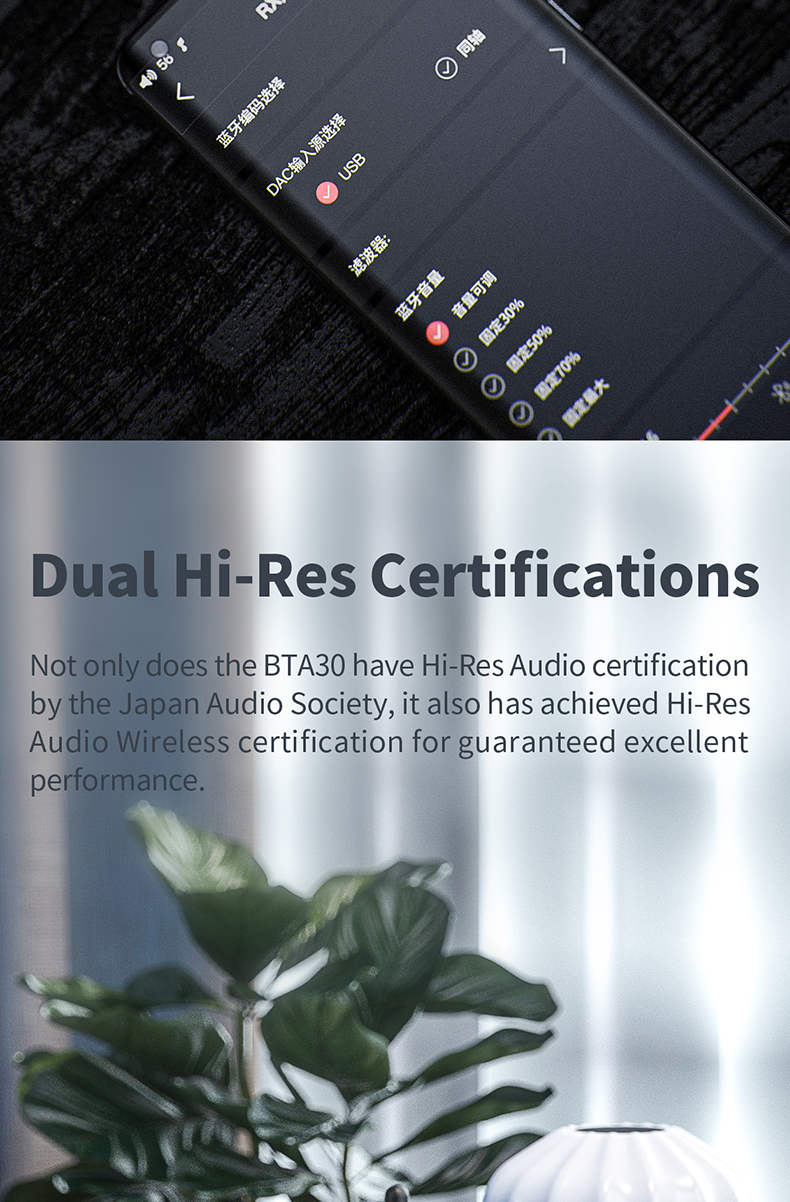 56
蓝牙编码选择
DAC输入源选择
USB
同轴
滤波器:
蓝牙音量
音量可调
固定30%
固定50%
固定70%
固定最大
Dual Hi-Res Certifications
Not only does the BTA30 have Hi-Res Audio certification
by the Japan Audio Society, it also has achieved Hi-Res
Audio Wireless certification for guaranteed excellent
performance.